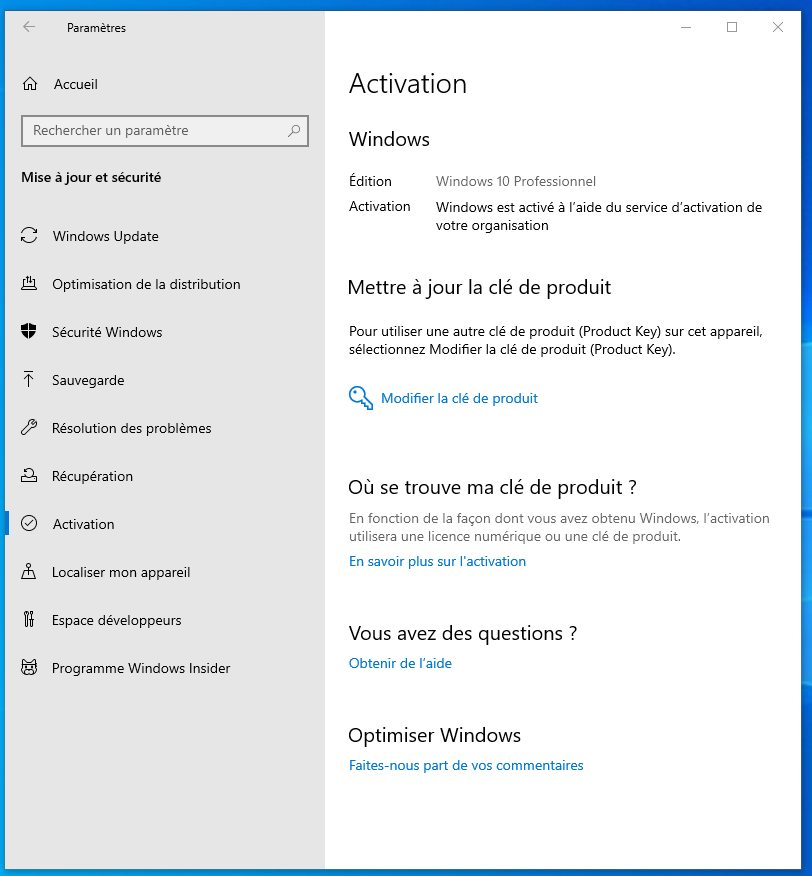 Paramètres
Accueil
Rechercher un paramètre
Mise à jour et sécurité
Windows Update
Optimisation de la distribution
Sécurité Windows
Sauvegarde
Résolution des problèmes
Récupération
Activation
Localiser mon appareil
Espace développeurs
Programme Windows Insider
Activation
Windows
Édition Windows 10 Professionnel
Activation Windows est activé à l’aide du service d’activation de
votre organisation
Mettre à jour la clé de produit
Pour utiliser une autre clé de produit (Product Key) sur cet appareil,
sélectionnez Modifier la clé de produit (Product Key).
Modifier la clé de produit
Où se trouve ma clé de produit ?
En fonction de la façon dont vous avez obtenu Windows, l’activation
utilisera une licence numérique ou une clé de produit.
En savoir plus sur l'activation
Vous avez des questions ?
Obtenir de l’aide
Optimiser Windows
Faites-nous part de vos commentaires